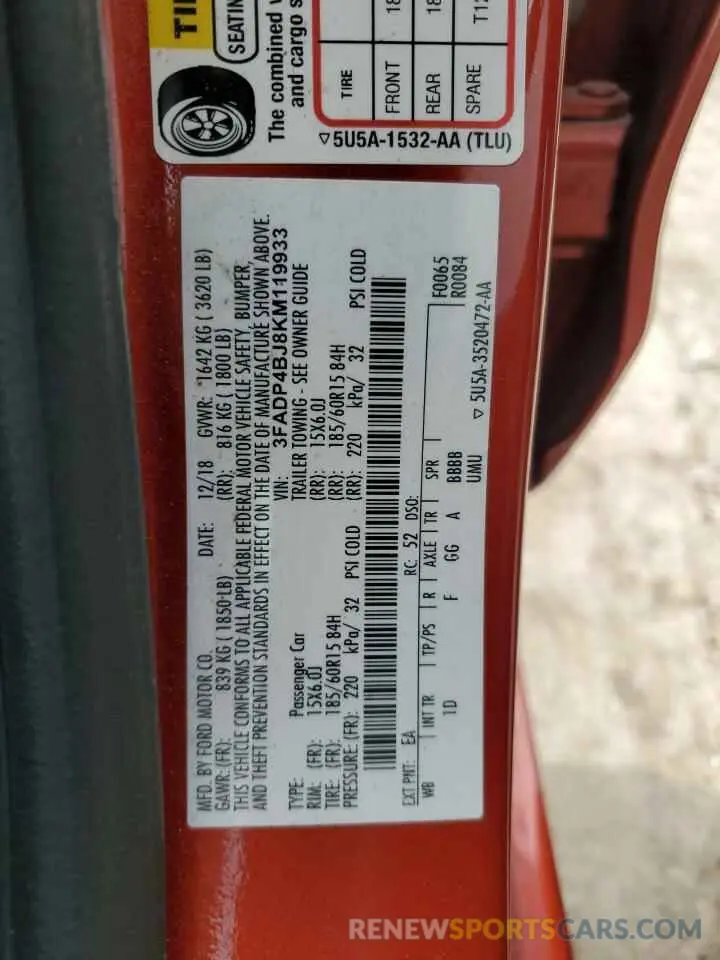 TI
SEATIN
The combined w
and cargo s
TIRE
FRONT 18
REAR 18
SPARE T12
5U5A-1532-AA (TLU)
MFD. BY FORD MOTOR CO. DATE: 12/18 GVWR: 1642 KG ( 3620 LB)
GAWR: (FR): 839 KG ( 1850 LB) (RR): 816 KG ( 1800 LB)
THIS VEHICLE CONFORMS TO ALL APPLICABLE FEDERAL MOTOR VEHICLE SAFETY, BUMPER,
AND THEFT PREVENTION STANDARDS IN EFFECT ON THE DATE OF MANUFACTURE SHOWN ABOVE.
VIN: 3FADP4BJ8KM119933
TYPE: Passenger Car TRAILER TOWING - SEE OWNER GUIDE
RIM: (FR): 15X6.0J (RR): 15X6.0J
TIRE: (FR): 185/60R15 84H (RR): 185/60R15 84H
PRESSURE: (FR): 220 kPa/ 32 PSI COLD (RR): 220 kPa/ 32 PSI COLD
EXT PNT: EA RC: 52 DSO: F0065
WB INT TR TP/PS R AXLE TR SPR R0084
1D F GG A BBBB
UMU
5U5A-3520472-AA
RENEWSPORTSCARS.COM